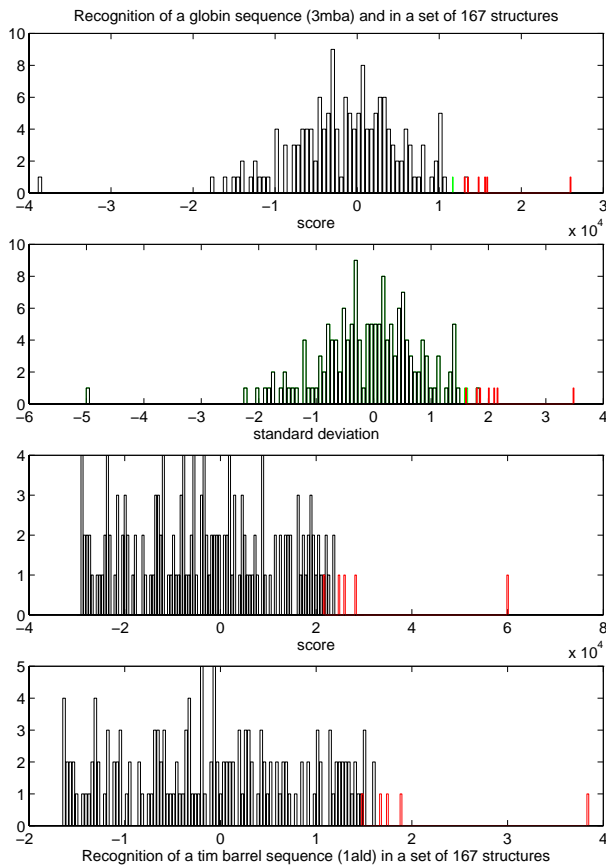 Recognition of a globin sequence (3mba) and in a set of 167 structures
10
8
6
4
2
0
−4 −3 −2 −1 0 1 2 3
score
x 10^4
10
8
6
4
2
0
−6 −5 −4 −3 −2 −1 0 1 2 3 4
standard deviation
4
3
2
1
0
−4 −2 0 2 4 6 8
score
x 10^4
5
4
3
2
1
0
−2 −1 0 1 2 3 4
Recognition of a tim barrel sequence (1ald) in a set of 167 structures